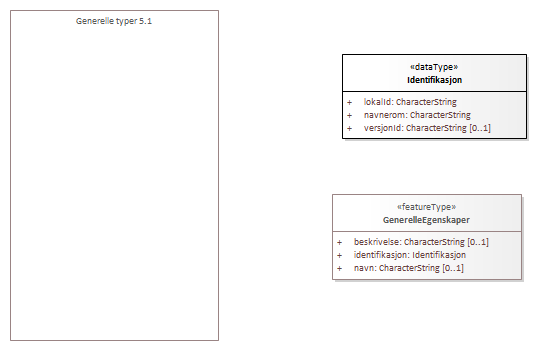 Generelle typer 5.1
«dataType»
Identifikasjon
+ lokalId: CharacterString
+ navnerom: CharacterString
+ versjonId: CharacterString [0..1]
«featureType»
GenerelleEgenskaper
+ beskrivelse: CharacterString [0..1]
+ identifikasjon: Identifikasjon
+ navn: CharacterString [0..1]